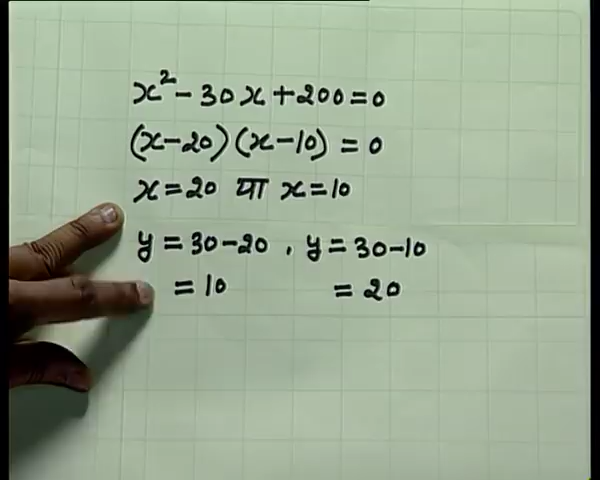 x² - 30x + 200 = 0
(x - 20) (x - 10) = 0
x = 20 या x = 10
y = 30 - 20 , y = 30 - 10
= 10 = 20